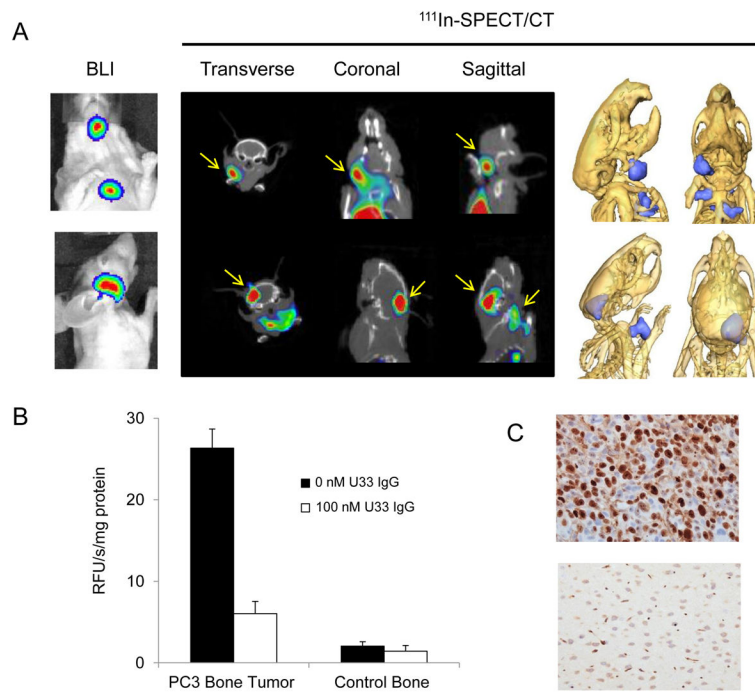 ¹¹¹In-SPECT/CT
A
BLI
Transverse
Coronal
Sagittal
B
C
30
20
10
0
RFU/s/mg protein
0 nM U33 IgG
100 nM U33 IgG
PC3 Bone Tumor
Control Bone